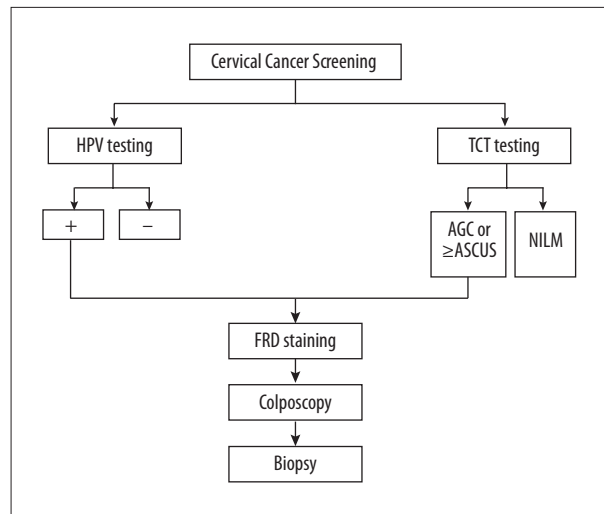 Cervical Cancer Screening
HPV testing
TCT testing
+
–
AGC or
≥ASCUS
NILM
FRD staining
Colposcopy
Biopsy